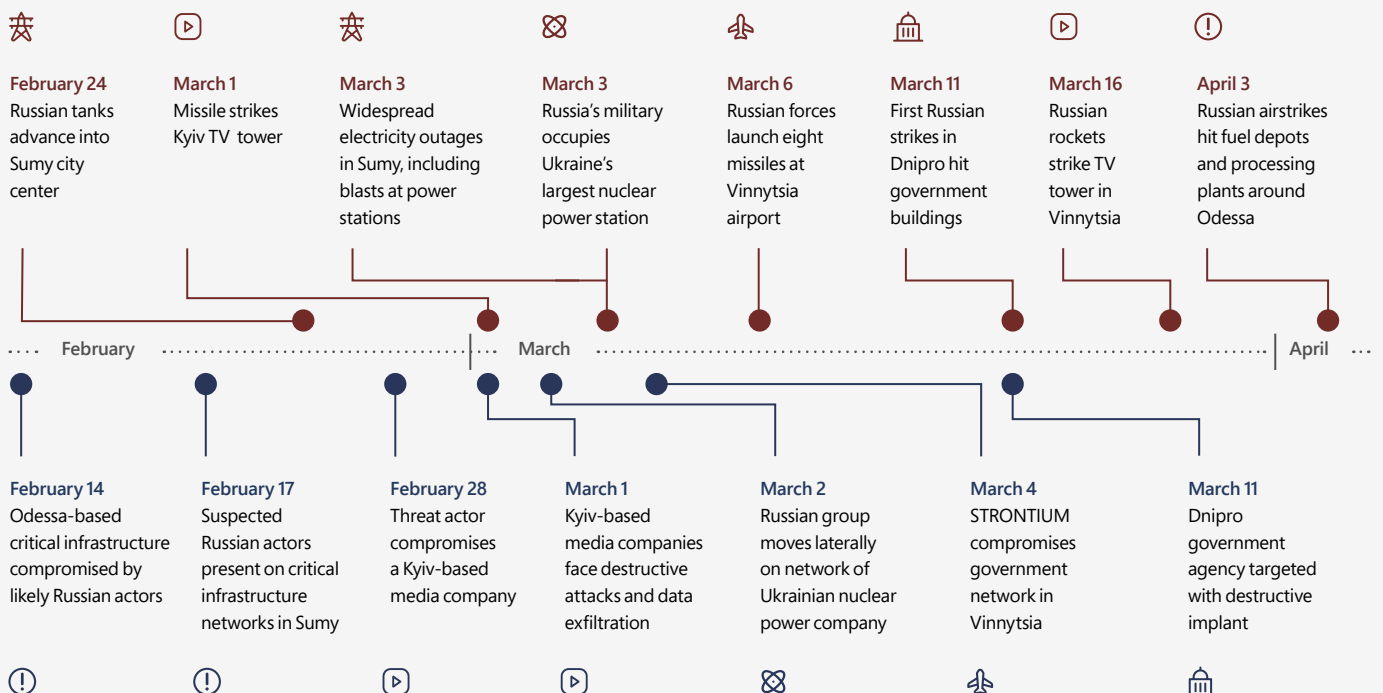 February 24
Russian tanks
advance into
Sumy city
center
March 1
Missile strikes
Kyiv TV tower
March 3
Widespread
electricity outages
in Sumy, including
blasts at power
stations
March 3
Russia's military
occupies
Ukraine's
largest nuclear
power station
March 6
Russian forces
launch eight
missiles at
Vinnytsia
airport
March 11
First Russian
strikes in
Dnipro hit
government
buildings
March 16
Russian
rockets
strike TV
tower in
Vinnytsia
April 3
Russian airstrikes
hit fuel depots
and processing
plants around
Odessa
February
March
April
February 14
Odessa-based
critical infrastructure
compromised by
likely Russian actors
February 17
Suspected
Russian actors
present on critical
infrastructure
networks in Sumy
February 28
Threat actor
compromises
a Kyiv-based
media company
March 1
Kyiv-based
media companies
face destructive
attacks and data
exfiltration
March 2
Russian group
moves laterally
on network of
Ukrainian nuclear
power company
March 4
STRONTIUM
compromises
government
network in
Vinnytsia
March 11
Dnipro
government
agency targeted
with destructive
implant